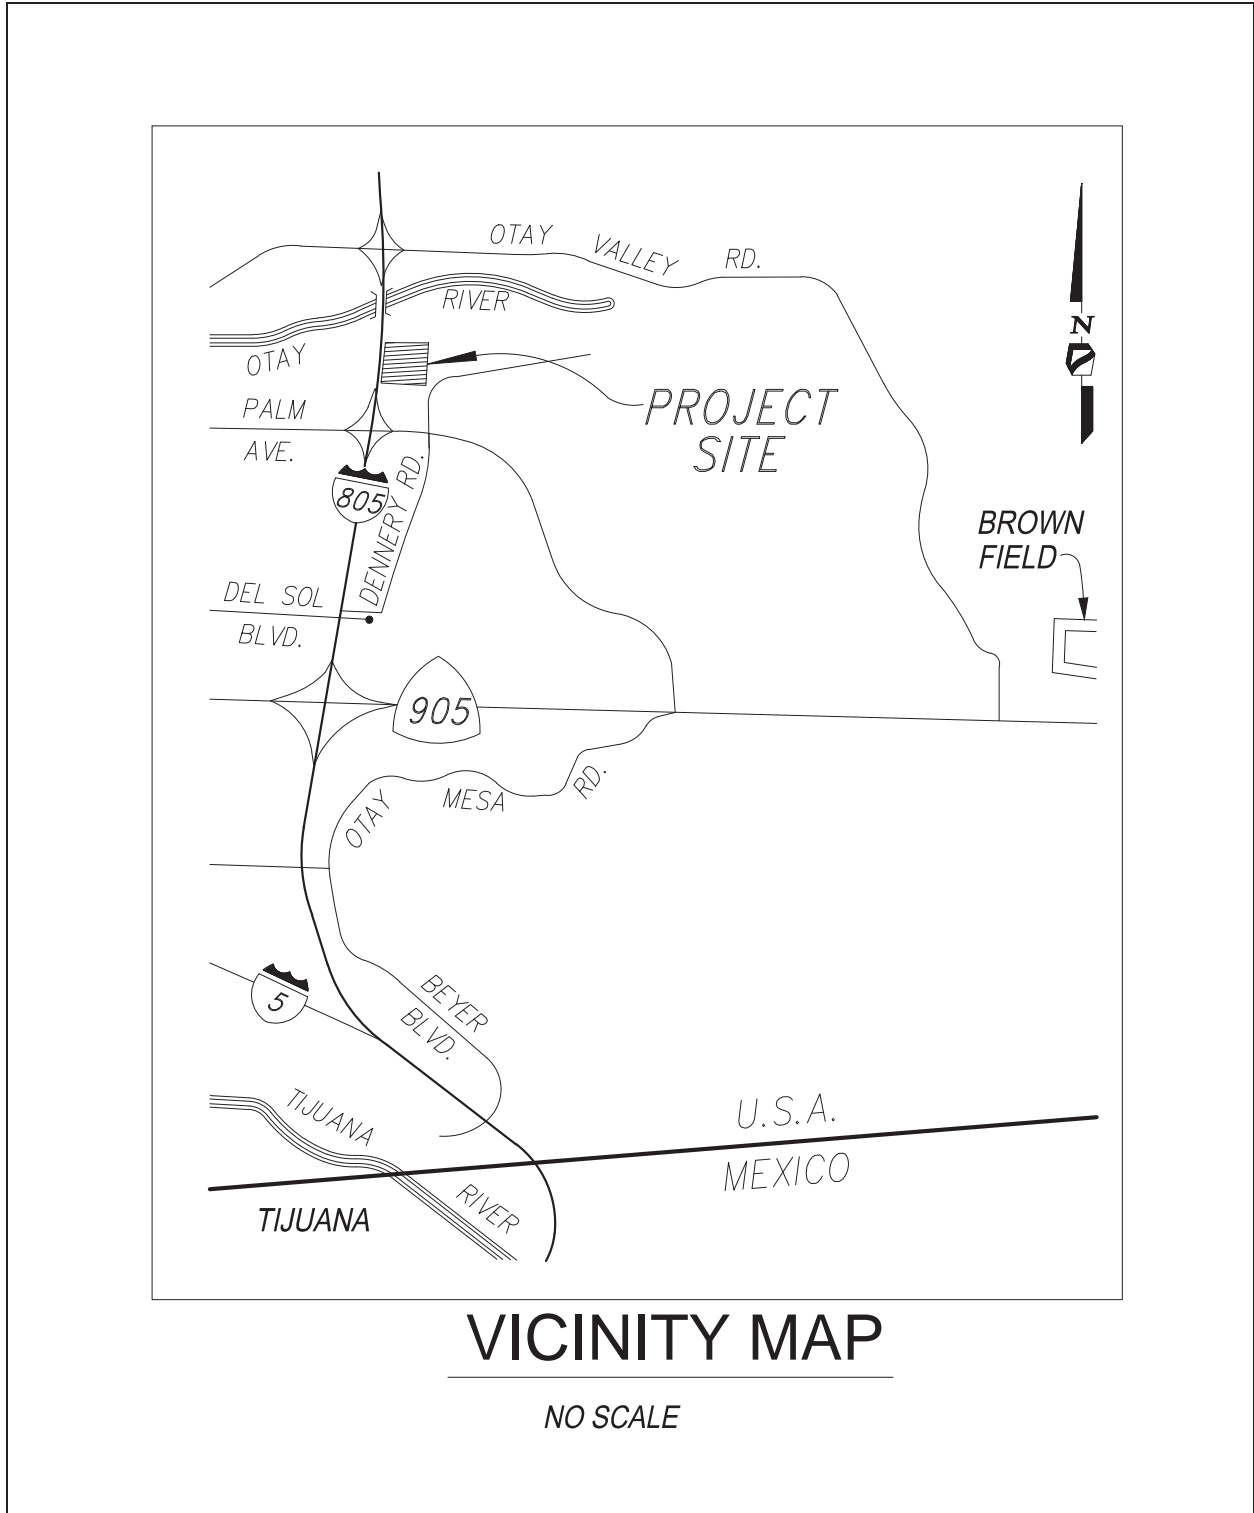 OTAY VALLEY RD.
RIVER
N
OTAY
PROJECT
SITE
PALM
AVE.
805
DENNERY RD.
BROWN
FIELD
DEL SOL
BLVD.
905
OTAY MESA RD.
5
BEYER
BLVD.
TIJUANA
U.S.A.
MEXICO
RIVER
TIJUANA
VICINITY MAP
NO SCALE